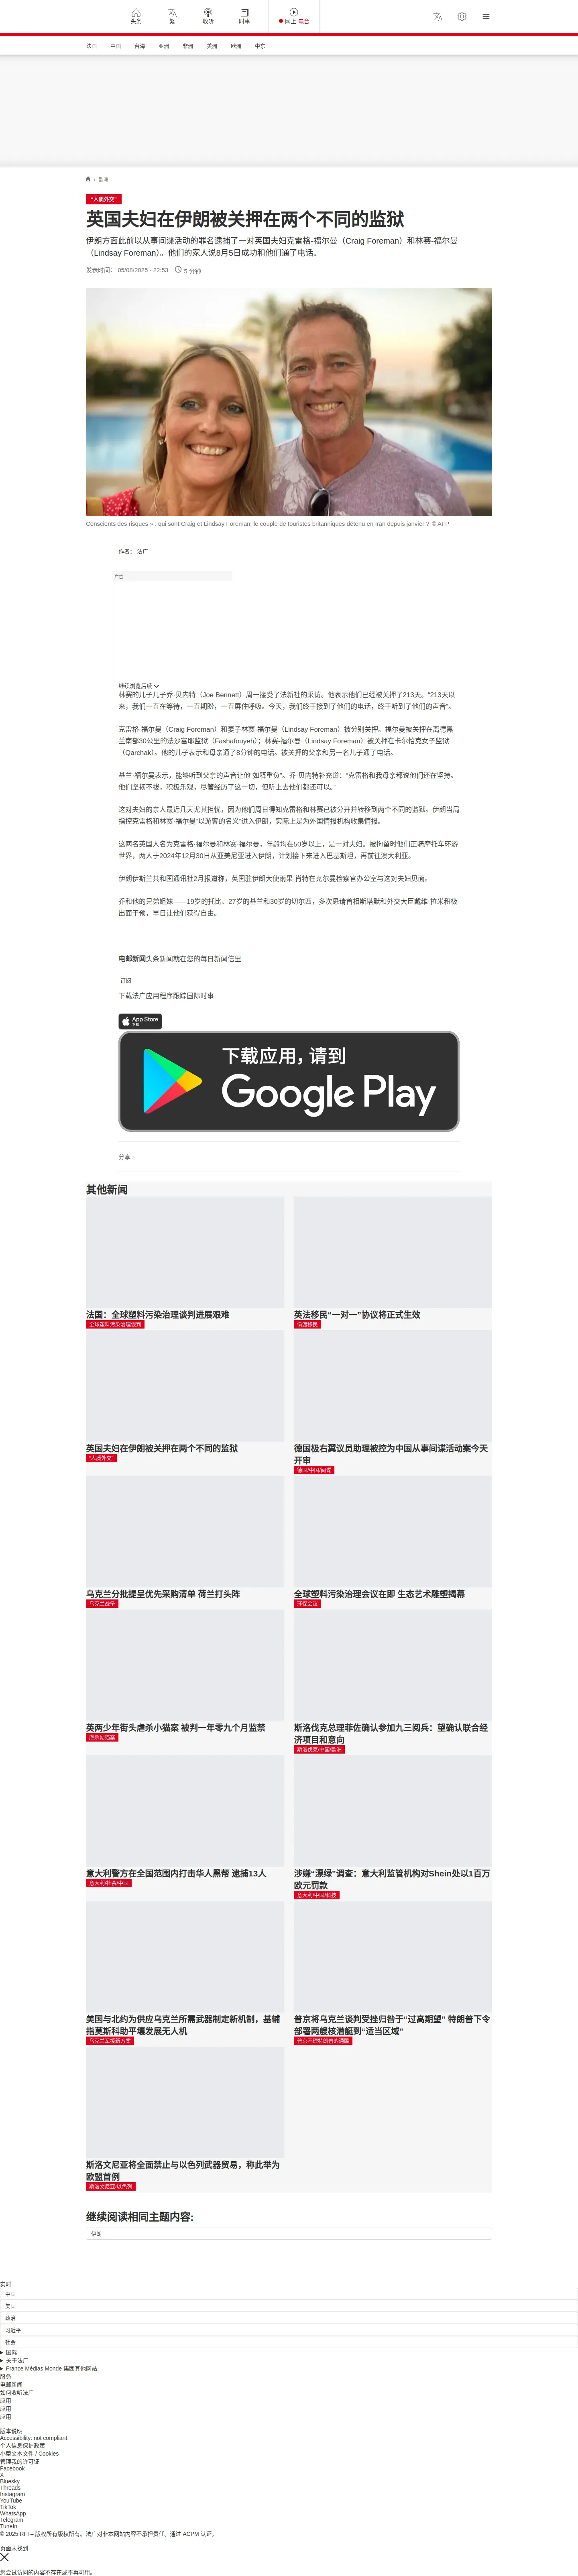 头条
繁
收听
时事
网上 电台
法国
中国
台海
亚洲
非洲
美洲
欧洲
中东
/ 欧洲
“人质外交”
英国夫妇在伊朗被关押在两个不同的监狱
伊朗方面此前以从事间谍活动的罪名逮捕了一对英国夫妇克雷格-福尔曼（Craig Foreman）和林赛-福尔曼
（Lindsay Foreman）。他们的家人说8月5日成功和他们通了电话。
发表时间： 05/08/2025 - 22:53
5 分钟
Conscients des risques » : qui sont Craig et Lindsay Foreman, le couple de touristes britanniques détenu en Iran depuis janvier ? © AFP - -
作者： 法广
广告
继续浏览后续
林赛的儿子儿子乔·贝内特（Joe Bennett）周一接受了法新社的采访。他表示他们已经被关押了213天。“213天以
来，我们一直在等待，一直期盼，一直屏住呼吸。今天，我们终于接到了他们的电话，终于听到了他们的声音”。
克雷格-福尔曼（Craig Foreman）和妻子林赛-福尔曼（Lindsay Foreman）被分别关押。福尔曼被关押在离德黑
兰南部30公里的法沙富耶监狱（Fashafouyeh）；林赛-福尔曼（Lindsay Foreman）被关押在卡尔恰克女子监狱
（Qarchak）。他的儿子表示和母亲通了8分钟的电话。被关押的父亲和另一名儿子通了电话。
基兰·福尔曼表示，能够听到父亲的声音让他“如释重负”。乔·贝内特补充道：“克雷格和我母亲都说他们还在坚持。
他们坚韧不拔，积极乐观，尽管经历了这一切，但听上去他们都还可以。"
这对夫妇的亲人最近几天尤其担忧，因为他们周日得知克雷格和林赛已被分开并转移到两个不同的监狱。伊朗当局
指控克雷格和林赛·福尔曼“以游客的名义”进入伊朗，实际上是为外国情报机构收集情报。
这两名英国人名为克雷格·福尔曼和林赛·福尔曼，年龄均在50岁以上，是一对夫妇。被拘留时他们正骑摩托车环游
世界，两人于2024年12月30日从亚美尼亚进入伊朗，计划接下来进入巴基斯坦，再前往澳大利亚。
伊朗伊斯兰共和国通讯社2月报道称，英国驻伊朗大使雨果·肖特在克尔曼检察官办公室与这对夫妇见面。
乔和他的兄弟姐妹——19岁的托比、27岁的基兰和30岁的切尔西，多次恳请首相斯塔默和外交大臣戴维·拉米积极
出面干预，早日让他们获得自由。
电邮新闻头条新闻就在您的每日新闻信里
订阅
下载法广应用程序跟踪国际时事
App Store
下载
下载应用，请到
Google Play
分享 :
其他新闻
法国：全球塑料污染治理谈判进展艰难
全球塑料污染治理谈判
英法移民“一对一”协议将正式生效
偷渡移民
英国夫妇在伊朗被关押在两个不同的监狱
“人质外交”
德国极右翼议员助理被控为中国从事间谍活动案今天
开审
德国/中国/间谍
乌克兰分批提呈优先采购清单 荷兰打头阵
乌克兰战争
全球塑料污染治理会议在即 生态艺术雕塑揭幕
环保会议
英两少年街头虐杀小猫案 被判一年零九个月监禁
虐杀幼猫案
斯洛伐克总理菲佐确认参加九三阅兵：望确认联合经
济项目和意向
斯洛伐克/中国/欧洲
意大利警方在全国范围内打击华人黑帮 逮捕13人
意大利/社会/中国
涉嫌“漂绿”调查：意大利监管机构对Shein处以1百万
欧元罚款
意大利/中国/科技
美国与北约为供应乌克兰所需武器制定新机制，基辅
指莫斯科助平壤发展无人机
乌克兰军援新方案
普京将乌克兰谈判受挫归咎于“过高期望” 特朗普下令
部署两艘核潜艇到“适当区域”
普京不理特朗普的通牒
斯洛文尼亚将全面禁止与以色列武器贸易，称此举为
欧盟首例
斯洛文尼亚/以色列
继续阅读相同主题内容:
伊朗
实时
中国
美国
政治
习近平
社会
国际
关于法广
France Médias Monde 集团其他网站
服务
电邮新闻
如何收听法广
应用
应用
应用
版本说明
Accessibility: not compliant
个人信息保护政策
小型文本文件 / Cookies
管理我的许可证
Facebook
X
Bluesky
Threads
Instagram
YouTube
TikTok
WhatsApp
Telegram
TuneIn
© 2025 RFI – 版权所有版权所有。法广对非本网站内容不承担责任。通过 ACPM 认证。
页面未找到
您尝试访问的内容不存在或不再可用。